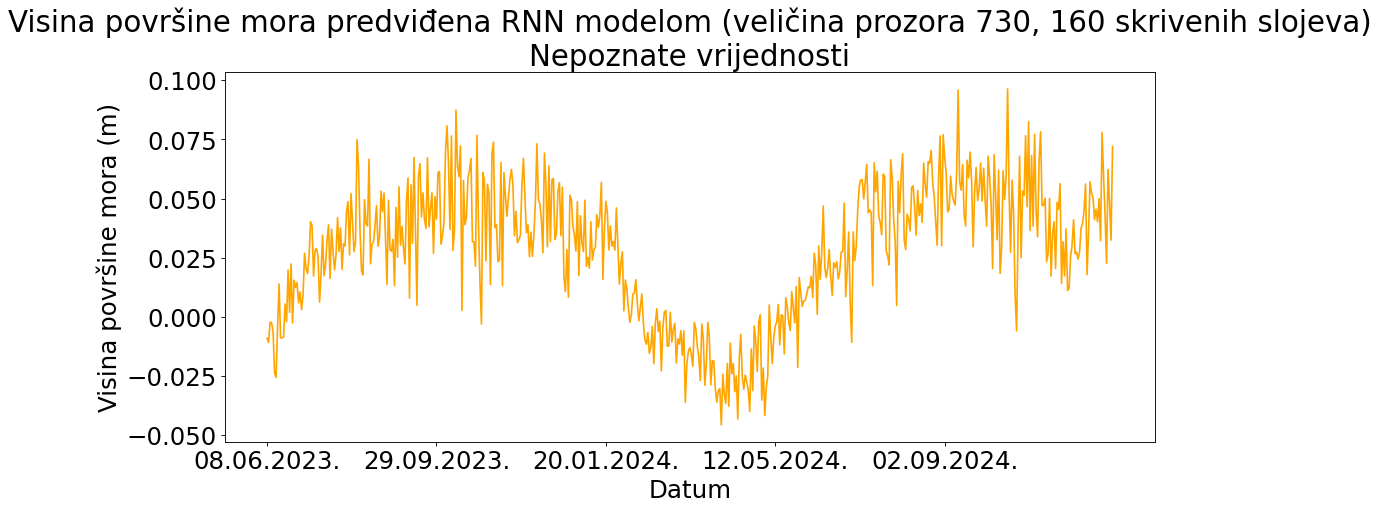 Visina površine mora predviđena RNN modelom (veličina prozora 730, 160 skrivenih slojeva)
Nepoznate vrijednosti
Visina površine mora (m)
0.100
0.075
0.050
0.025
0.000
−0.025
−0.050
08.06.2023. 29.09.2023. 20.01.2024. 12.05.2024. 02.09.2024.
Datum